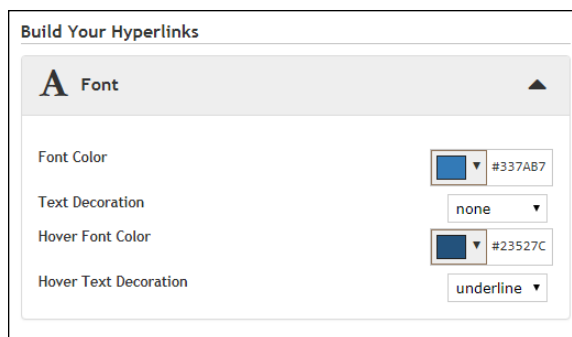 Build Your Hyperlinks
A Font
Font Color #337AB7
Text Decoration none
Hover Font Color #23527C
Hover Text Decoration underline